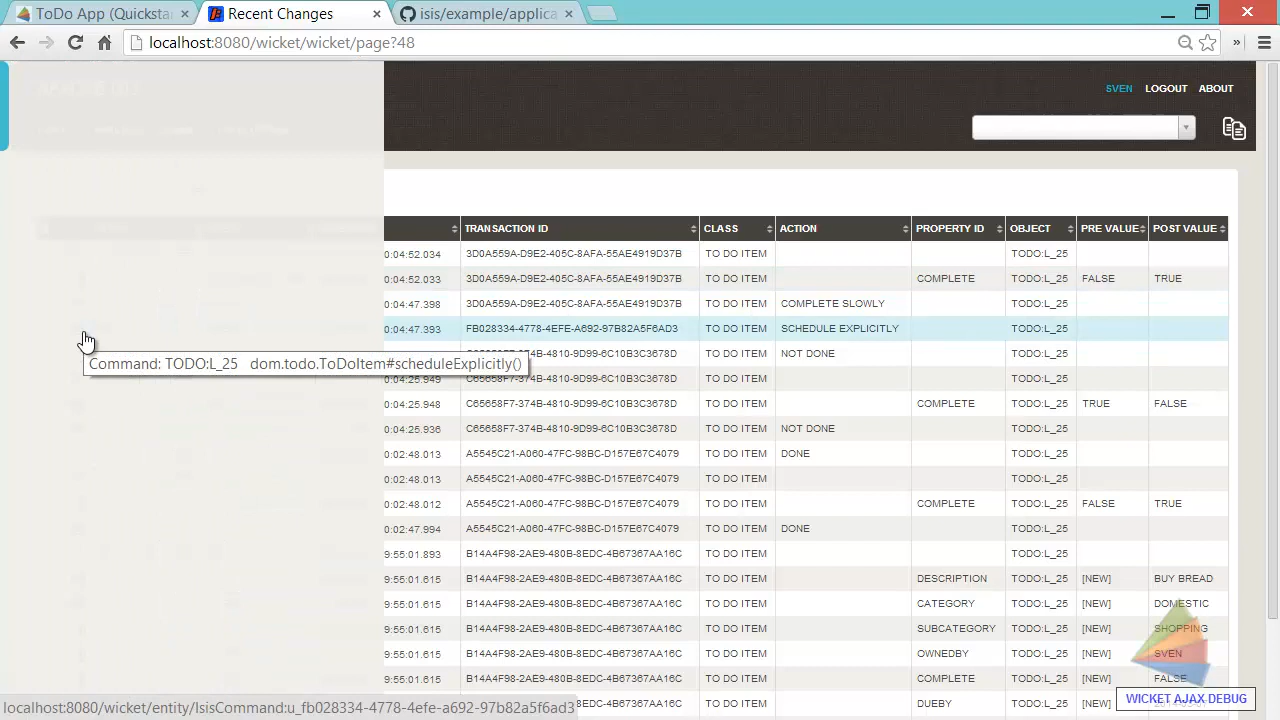 ToDo App (Quicksta
Recent Changes
isis/example/applica
localhost:8080/wicket/wicket/page?48
SVEN LOGOUT ABOUT
TRANSACTION ID CLASS ACTION PROPERTY ID OBJECT PRE VALUE POST VALUE
0:04:52.034 3D0A559A-D9E2-405C-8AFA-55AE4919D37B TO DO ITEM TODO:L_25
0:04:52.033 3D0A559A-D9E2-405C-8AFA-55AE4919D37B TO DO ITEM COMPLETE TODO:L_25 FALSE TRUE
0:04:47.398 3D0A559A-D9E2-405C-8AFA-55AE4919D37B TO DO ITEM COMPLETE SLOWLY TODO:L_25
0:04:47.393 FB028334-4778-4EFE-A692-97B82A5F6AD3 TO DO ITEM SCHEDULE EXPLICITLY TODO:L_25
TO DO ITEM NOT DONE TODO:L_25
Command: TODO:L_25 dom.todo.ToDoItem#scheduleExplicitly()
0:04:25.949 C65658F7-374B-4810-9D99-6C10B3C3678D TO DO ITEM TODO:L_25
0:04:25.948 C65658F7-374B-4810-9D99-6C10B3C3678D TO DO ITEM COMPLETE TODO:L_25 TRUE FALSE
0:04:25.936 C65658F7-374B-4810-9D99-6C10B3C3678D TO DO ITEM NOT DONE TODO:L_25
0:02:48.013 A5545C21-A060-47FC-98BC-D157E67C4079 TO DO ITEM DONE TODO:L_25
0:02:48.013 A5545C21-A060-47FC-98BC-D157E67C4079 TO DO ITEM TODO:L_25
0:02:48.012 A5545C21-A060-47FC-98BC-D157E67C4079 TO DO ITEM COMPLETE TODO:L_25 FALSE TRUE
0:02:47.994 A5545C21-A060-47FC-98BC-D157E67C4079 TO DO ITEM DONE TODO:L_25
9:55:01.893 B14A4F98-2AE9-480B-8EDC-4B67367AA16C TO DO ITEM TODO:L_25
9:55:01.615 B14A4F98-2AE9-480B-8EDC-4B67367AA16C TO DO ITEM DESCRIPTION TODO:L_25 [NEW] BUY BREAD
9:55:01.615 B14A4F98-2AE9-480B-8EDC-4B67367AA16C TO DO ITEM CATEGORY TODO:L_25 [NEW] DOMESTIC
9:55:01.615 B14A4F98-2AE9-480B-8EDC-4B67367AA16C TO DO ITEM SUBCATEGORY TODO:L_25 [NEW] SHOPPING
9:55:01.615 B14A4F98-2AE9-480B-8EDC-4B67367AA16C TO DO ITEM OWNEDBY TODO:L_25 [NEW] SVEN
9:55:01.615 B14A4F98-2AE9-480B-8EDC-4B67367AA16C TO DO ITEM COMPLETE TODO:L_25 [NEW] FALSE
B14A4F98-2AE9-480B-8EDC-4B67367AA16C TO DO ITEM DUEBY TODO:L_25 [NEW]
WICKET AJAX DEBUG
localhost:8080/wicket/entity/IsisCommand:u_fb028334-4778-4efe-a692-97b82a5f6ad3